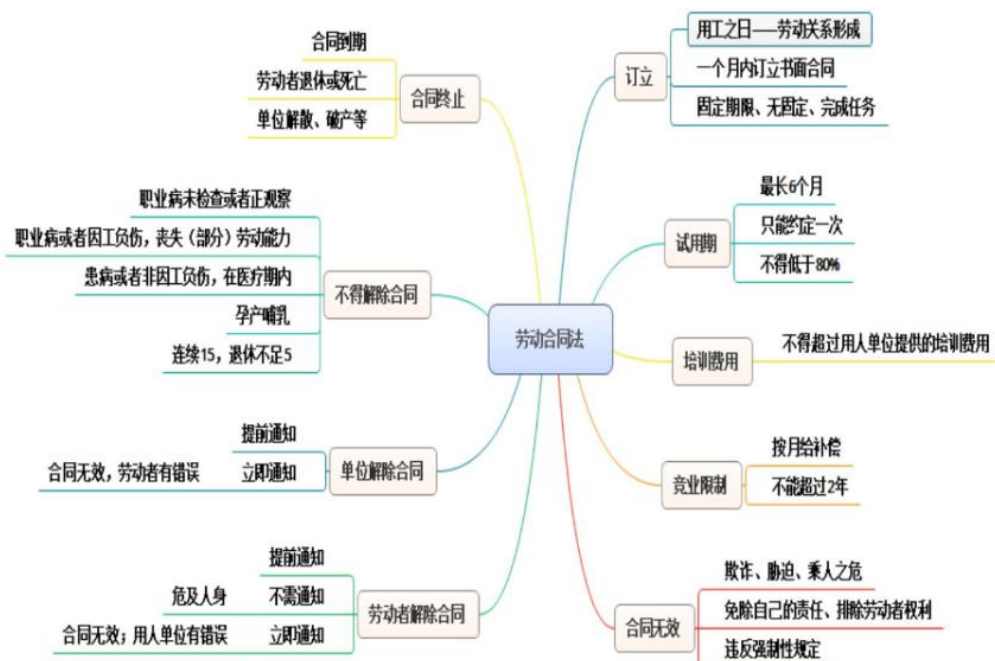 劳动合同法
订立
用工之日——劳动关系形成
一个月内订立书面合同
固定期限、无固定、完成任务
试用期
最长6个月
只能约定一次
不得低于80%
培训费用
不得超过用人单位提供的培训费用
竞业限制
按月给补偿
不能超过2年
合同无效
欺诈、胁迫、乘人之危
免除自己的责任、排除劳动者权利
违反强制性规定
合同终止
合同到期
劳动者退休或死亡
单位解散、破产等
不得解除合同
职业病未检查或者正观察
职业病或者因工负伤，丧失（部分）劳动能力
患病或者非因工负伤，在医疗期内
孕产哺乳
连续15，退休不足5
单位解除合同
提前通知
立即通知
合同无效，劳动者有错误
劳动者解除合同
提前通知
不需通知
危及人身
立即通知
合同无效；用人单位有错误